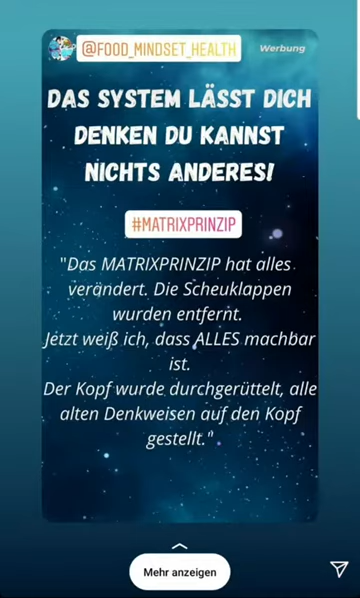 @FOOD_MINDSET_HEALTH Werbung
DAS SYSTEM LÄSST DICH
DENKEN DU KANNST
NICHTS ANDERES!
#MATRIXPRINZIP
"Das MATRIXPRINZIP hat alles
verändert. Die Scheuklappen
wurden entfernt.
Jetzt weiß ich, dass ALLES machbar
ist.
Der Kopf wurde durchgerüttelt, alle
alten Denkweisen auf den Kopf
gestellt."
Mehr anzeigen